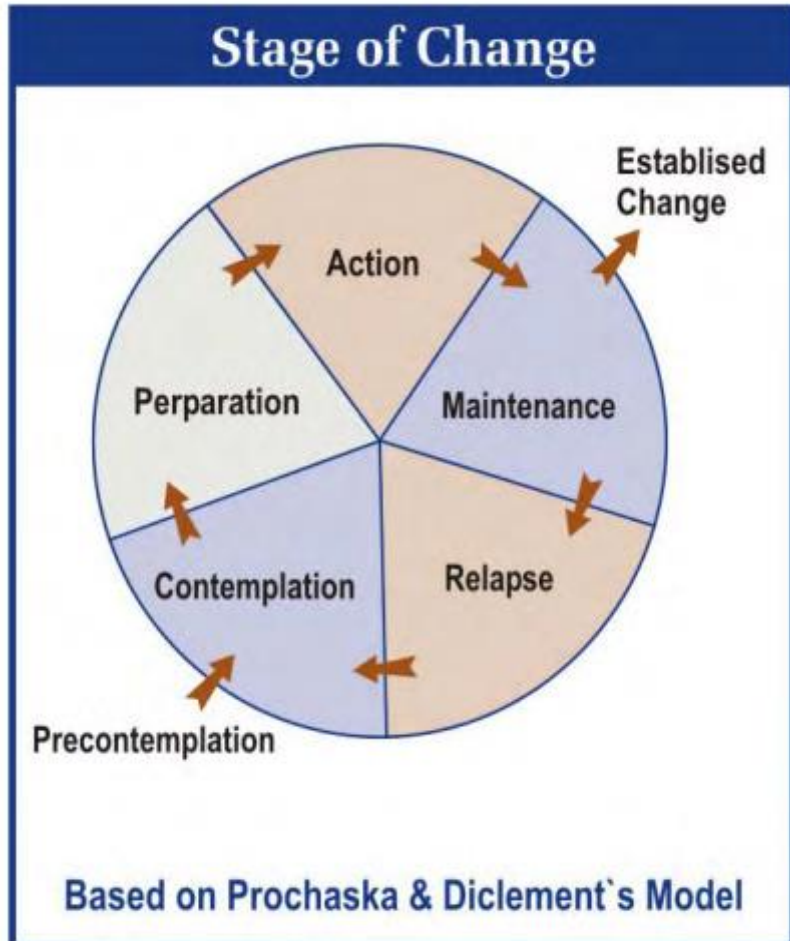 Stage of Change
Establised
Change
Action
Perparation
Maintenance
Contemplation
Relapse
Precontemplation
Based on Prochaska & Diclement`s Model